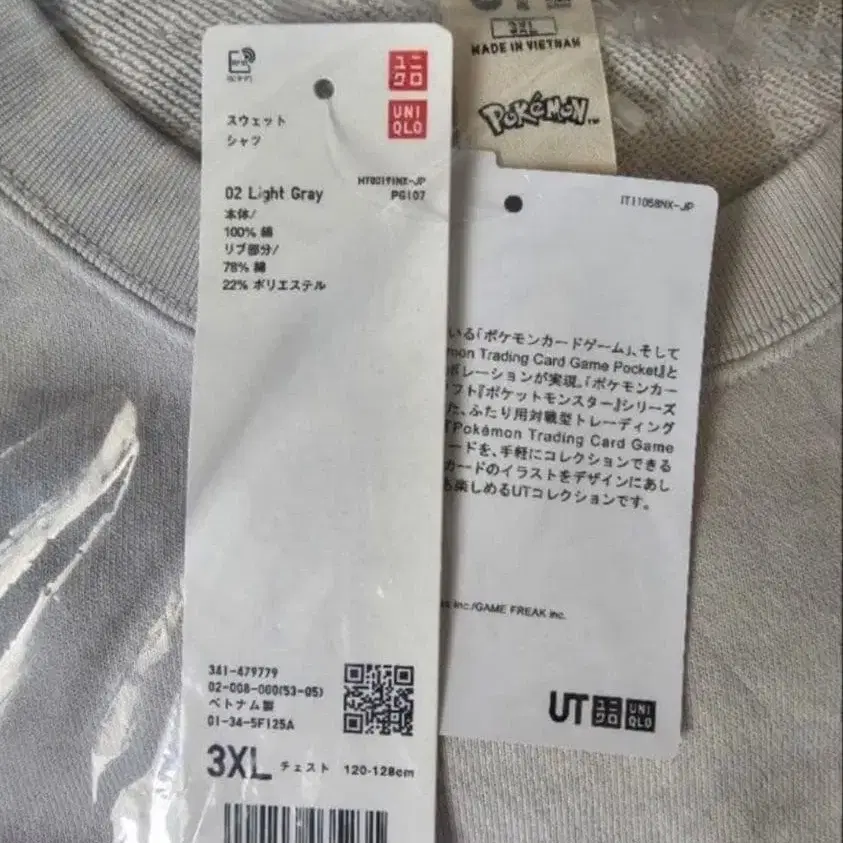 UT
3XL
MADE IN VIETNAM
Pokémon™
ユニ
クロ
UNI
QLO
スウェット
シャツ
HY00191NX-JP
02 Light Gray
PG107
本体/
100% 綿
リブ部分/
78% 綿
22% ポリエステル
341-479779
02-008-000(53-05)
ベトナム製
01-34-5F125A
3XL チェスト 120-128cm
IT11058NX-JP
いる「ポケモンカードゲーム」、そして
mon Trading Card Game Pocket』と
ボレーションが実現。「ポケモンカー
フト『ポケットモンスター』シリーズ
た、ふたり用対戦型トレーディング
『Pokémon Trading Card Game
ードを、手軽にコレクションできる
カードのイラストをデザインにあし
も楽しめるUTコレクションです。
Inc./GAME FREAK inc.
UT
ユニ
クロ
UNI
QLO